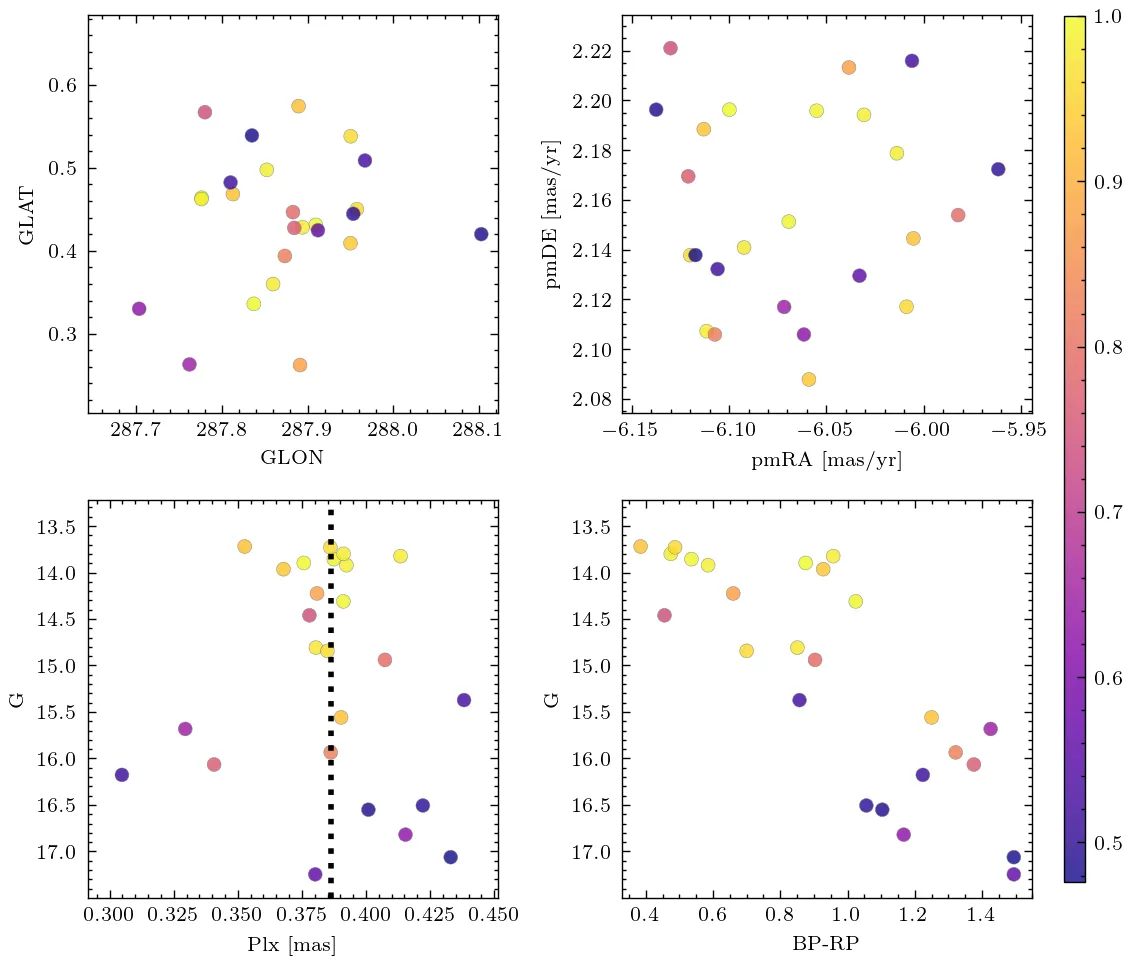 0.6
0.5
0.4
0.3
GLAT
287.7 287.8 287.9 288.0 288.1
GLON
2.22
2.20
2.18
2.16
2.14
2.12
2.10
2.08
pmDE [mas/yr]
−6.15 −6.10 −6.05 −6.00 −5.95
pmRA [mas/yr]
1.0
0.9
0.8
0.7
0.6
0.5
13.5
14.0
14.5
15.0
15.5
16.0
16.5
17.0
G
0.300 0.325 0.350 0.375 0.400 0.425 0.450
Plx [mas]
13.5
14.0
14.5
15.0
15.5
16.0
16.5
17.0
G
0.4 0.6 0.8 1.0 1.2 1.4
BP-RP